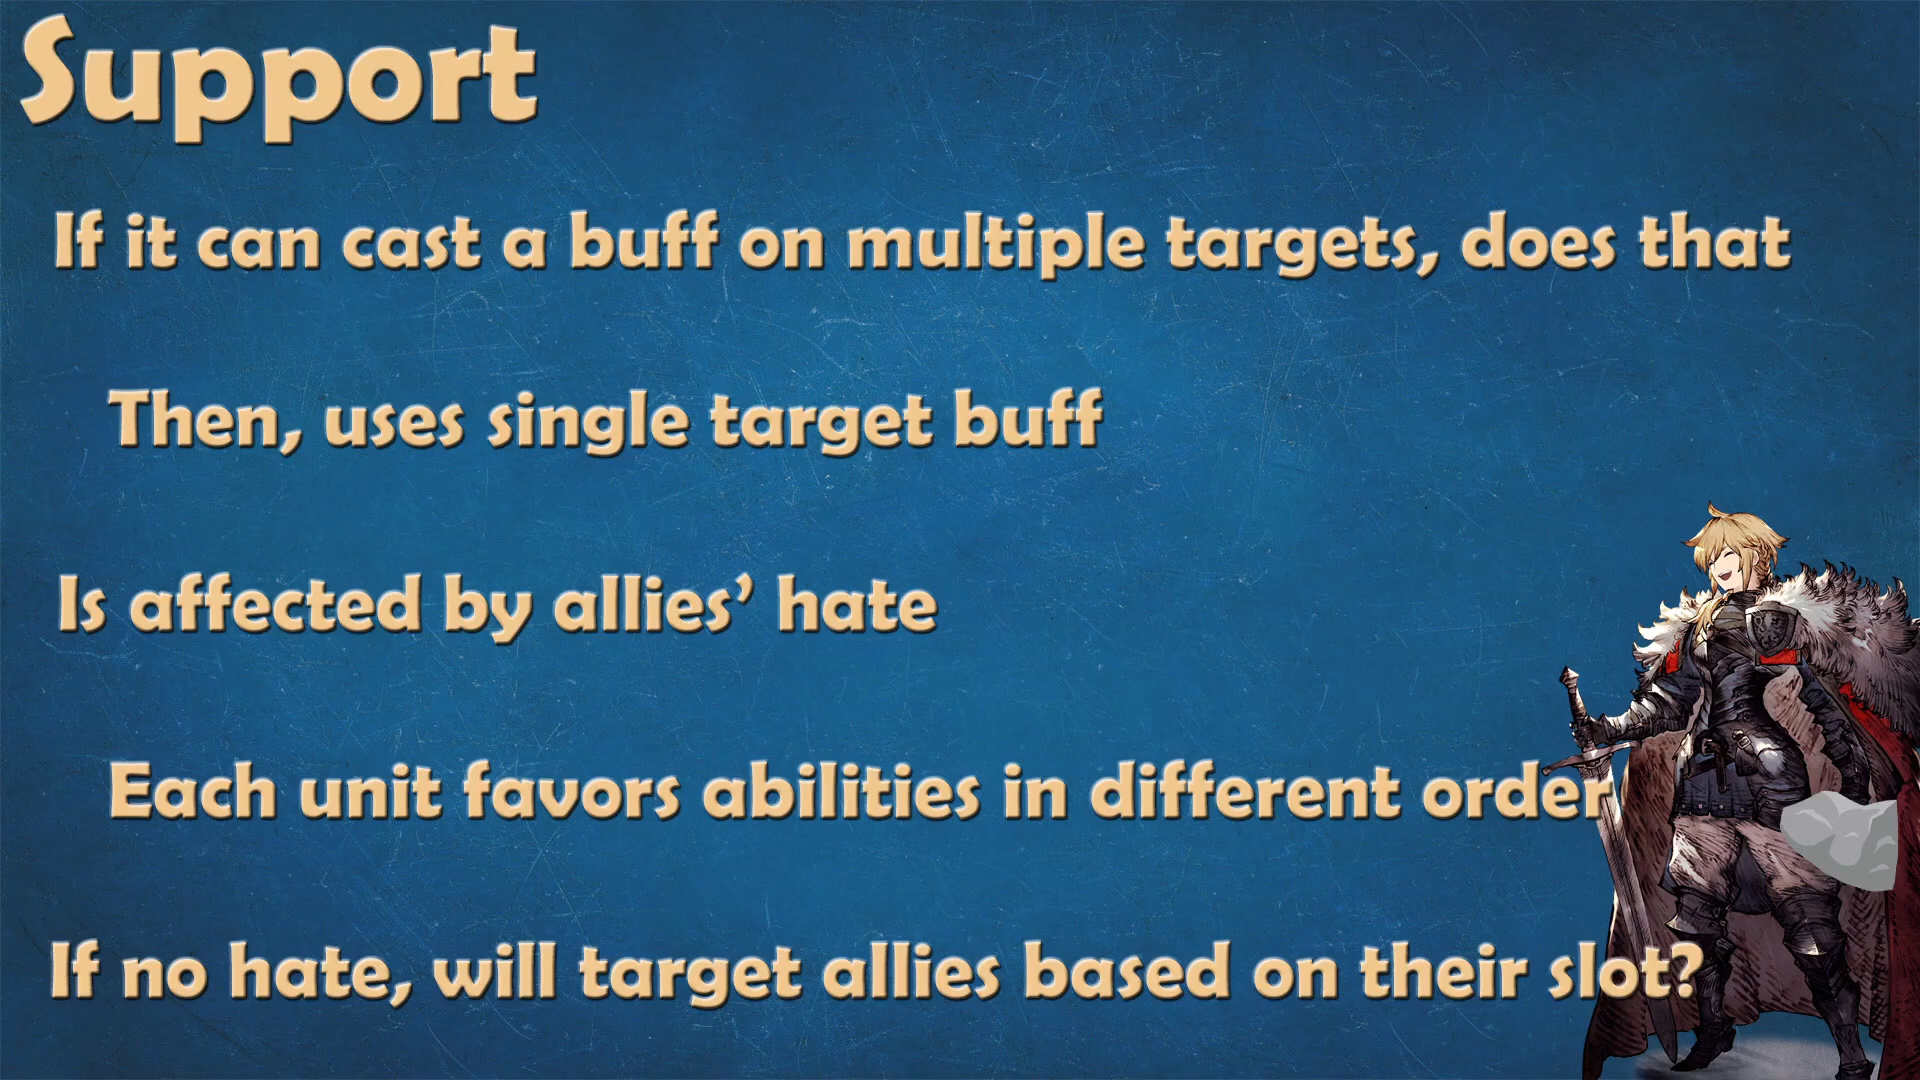 Support
If it can cast a buff on multiple targets, does that
Then, uses single target buff
Is affected by allies’ hate
Each unit favors abilities in different order
If no hate, will target allies based on their slot?